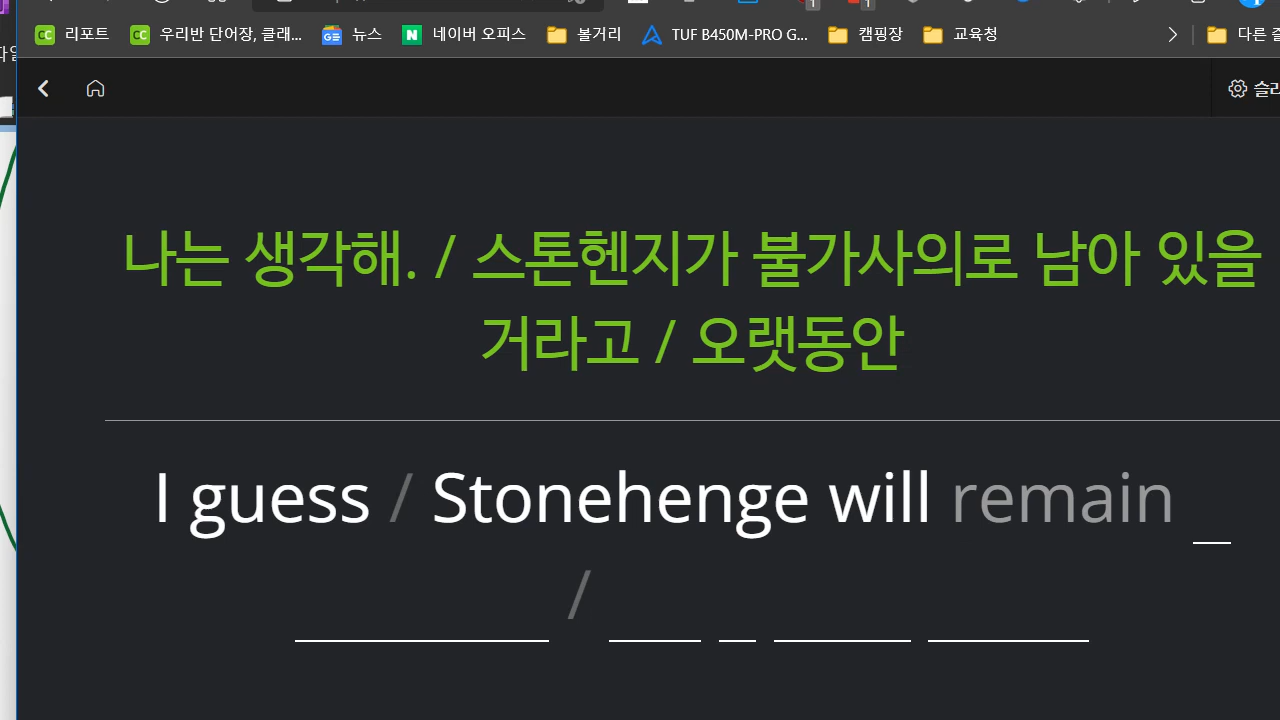 리포트 우리반 단어장, 클래... 뉴스 네이버 오피스 볼거리 TUF B450M-PRO G... 캠핑장 교육청 다른
나는 생각해. / 스톤헨지가 불가사의로 남아 있을
거라고 / 오랫동안
I guess / Stonehenge will remain _
/